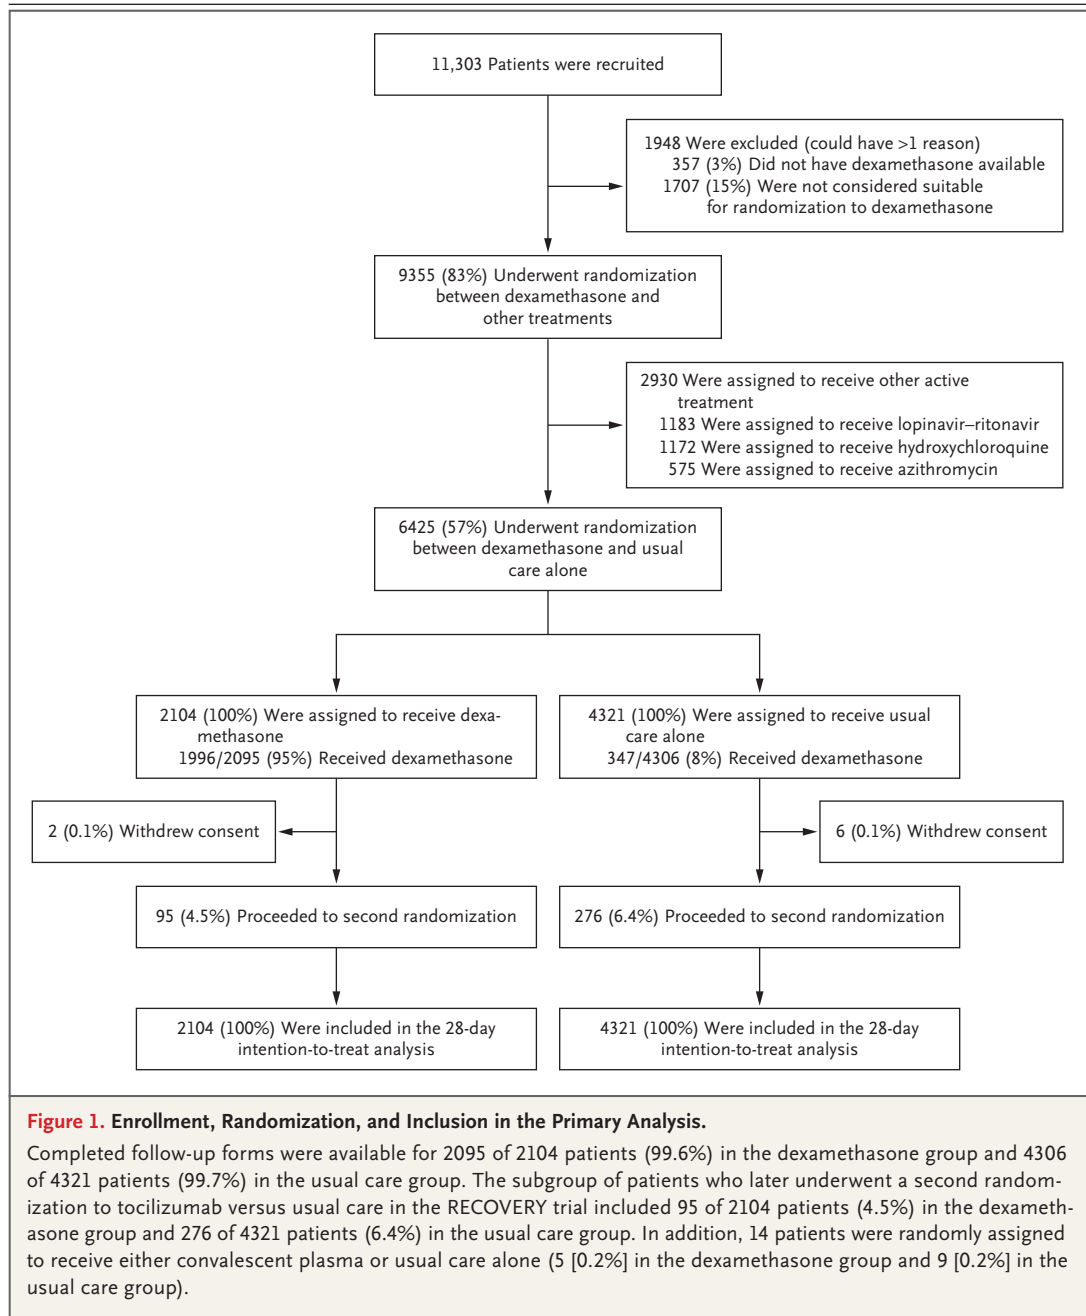 11,303 Patients were recruited
1948 Were excluded (could have >1 reason)
357 (3%) Did not have dexamethasone available
1707 (15%) Were not considered suitable
for randomization to dexamethasone
9355 (83%) Underwent randomization
between dexamethasone and
other treatments
2930 Were assigned to receive other active
treatment
1183 Were assigned to receive lopinavir–ritonavir
1172 Were assigned to receive hydroxychloroquine
575 Were assigned to receive azithromycin
6425 (57%) Underwent randomization
between dexamethasone and usual
care alone
2104 (100%) Were assigned to receive dexa-
methasone
1996/2095 (95%) Received dexamethasone
4321 (100%) Were assigned to receive usual
care alone
347/4306 (8%) Received dexamethasone
2 (0.1%) Withdrew consent
6 (0.1%) Withdrew consent
95 (4.5%) Proceeded to second randomization
276 (6.4%) Proceeded to second randomization
2104 (100%) Were included in the 28-day
intention-to-treat analysis
4321 (100%) Were included in the 28-day
intention-to-treat analysis
Figure 1. Enrollment, Randomization, and Inclusion in the Primary Analysis.
Completed follow-up forms were available for 2095 of 2104 patients (99.6%) in the dexamethasone group and 4306
of 4321 patients (99.7%) in the usual care group. The subgroup of patients who later underwent a second random-
ization to tocilizumab versus usual care in the RECOVERY trial included 95 of 2104 patients (4.5%) in the dexameth-
asone group and 276 of 4321 patients (6.4%) in the usual care group. In addition, 14 patients were randomly assigned
to receive either convalescent plasma or usual care alone (5 [0.2%] in the dexamethasone group and 9 [0.2%] in the
usual care group).